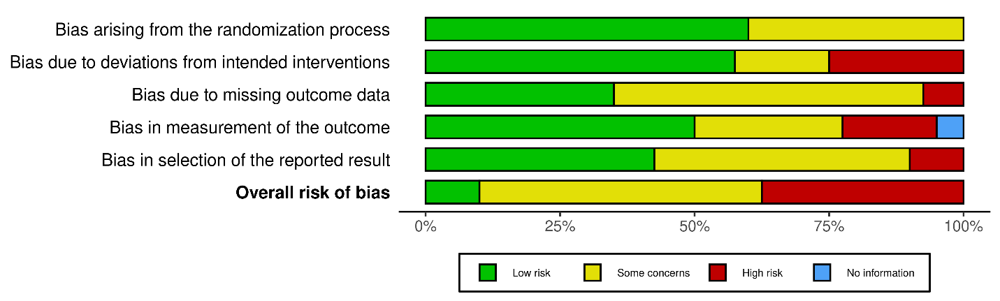 Bias arising from the randomization process
Bias due to deviations from intended interventions
Bias due to missing outcome data
Bias in measurement of the outcome
Bias in selection of the reported result
Overall risk of bias
0% 25% 50% 75% 100%
Low risk Some concerns High risk No information